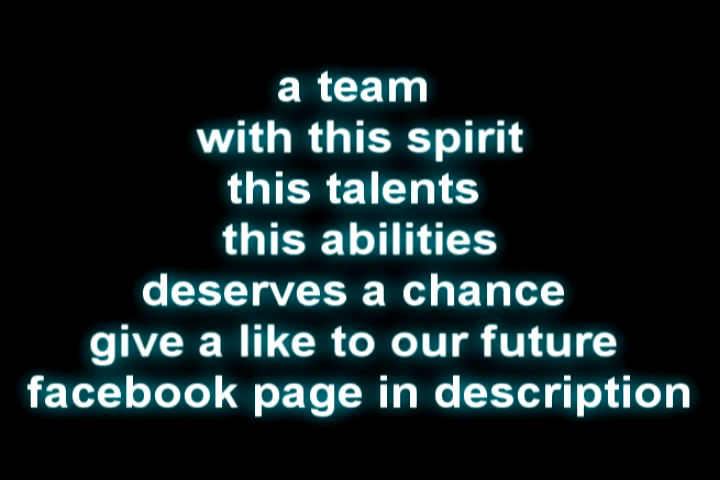 a team
with this spirit
this talents
this abilities
deserves a chance
give a like to our future
facebook page in description